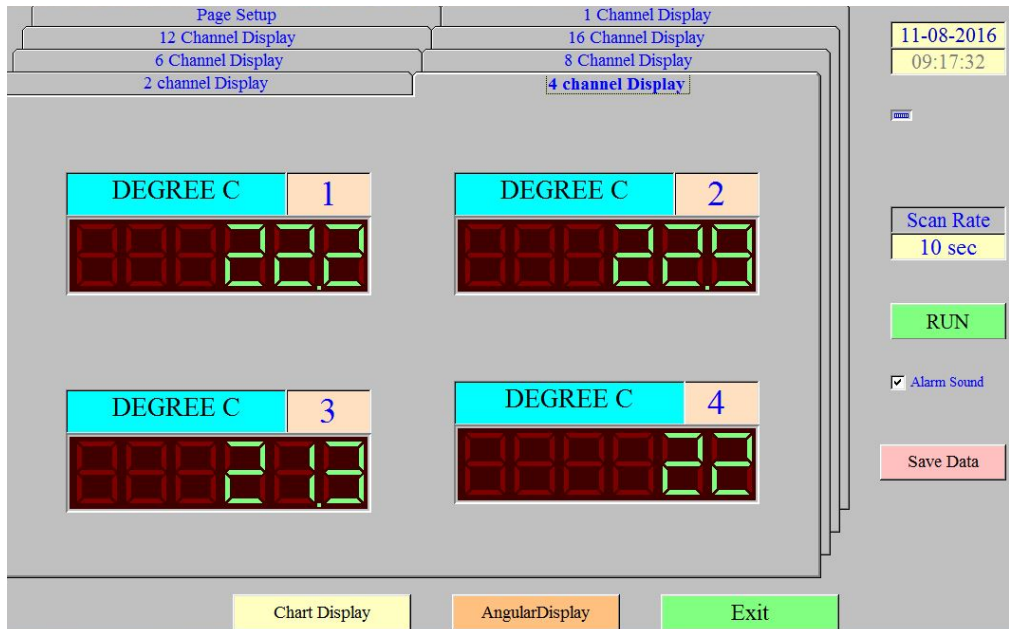 Page Setup
1 Channel Display
12 Channel Display
16 Channel Display
6 Channel Display
8 Channel Display
2 channel Display
4 channel Display
11-08-2016
09:17:32
DEGREE C 1
22.2
DEGREE C 2
22.9
Scan Rate
10 sec
RUN
Alarm Sound
DEGREE C 3
21.3
DEGREE C 4
22
Save Data
Chart Display
AngularDisplay
Exit